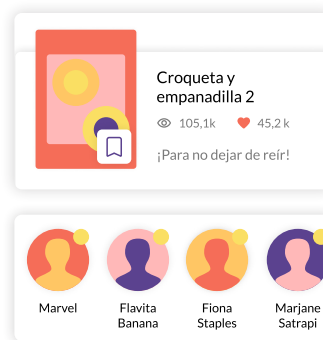 Croqueta y
empanadilla 2
105,1k 45,2 k
¡Para no dejar de reír!
Marvel
Flavita
Banana
Fiona
Staples
Marjane
Satrapi